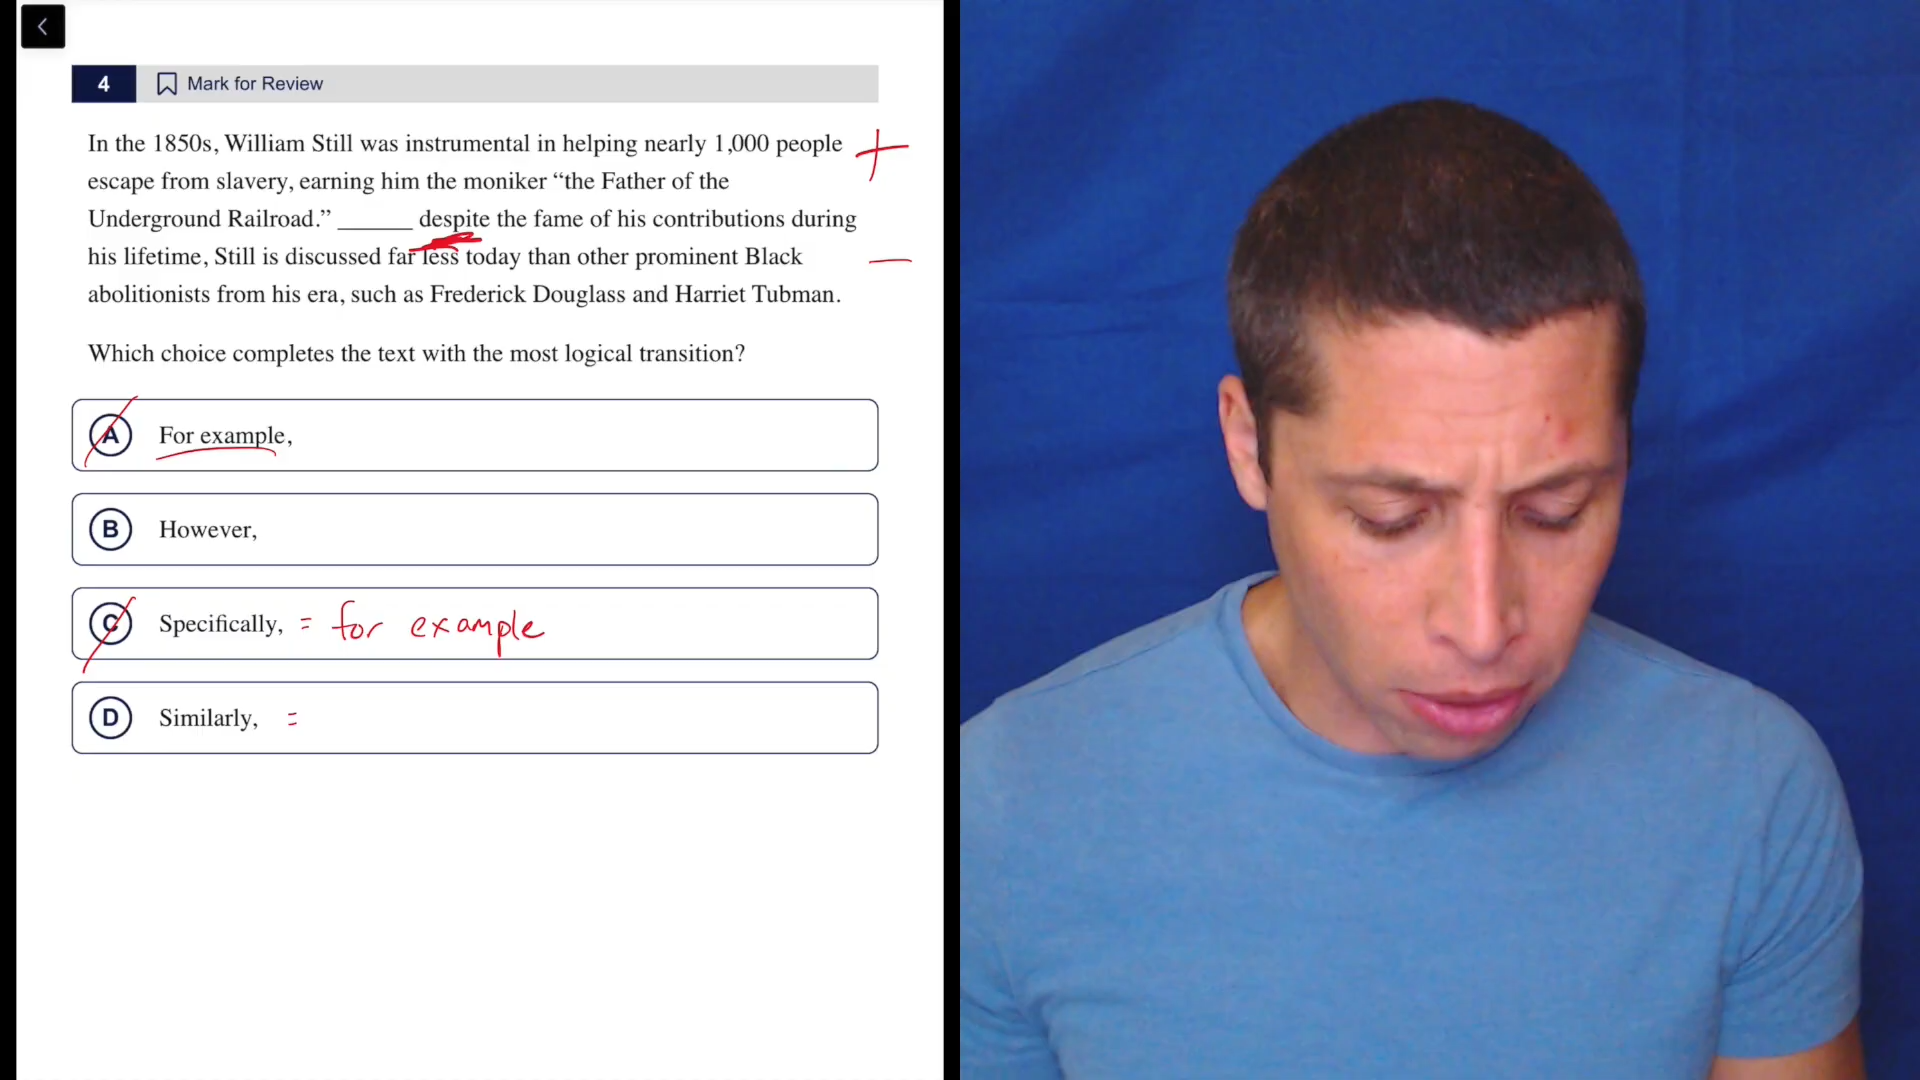 4 Mark for Review
In the 1850s, William Still was instrumental in helping nearly 1,000 people +
escape from slavery, earning him the moniker “the Father of the
Underground Railroad.” ______ despite the fame of his contributions during
his lifetime, Still is discussed far less today than other prominent Black —
abolitionists from his era, such as Frederick Douglass and Harriet Tubman.
Which choice completes the text with the most logical transition?
A For example,
B However,
C Specifically, = for example
D Similarly, =